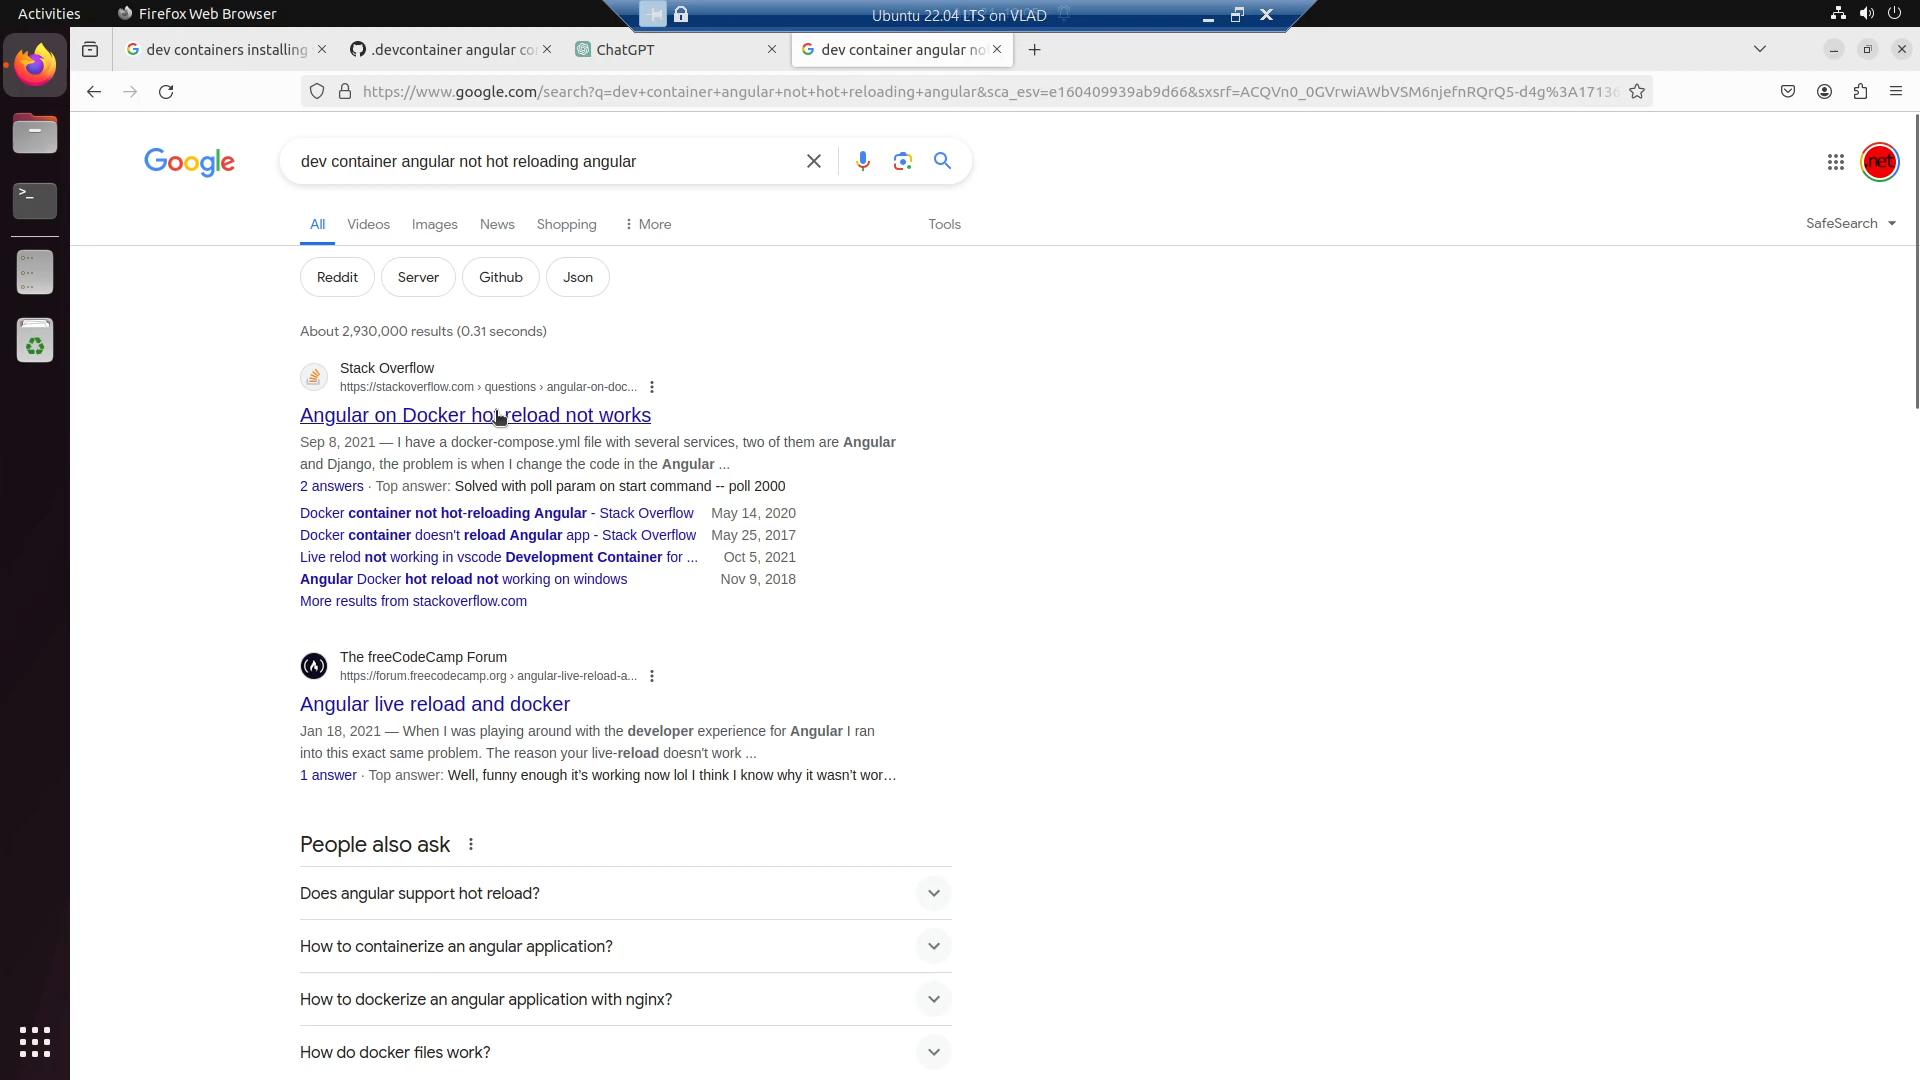 Activities
Firefox Web Browser
Ubuntu 22.04 LTS on VLAD
dev containers installing
.devcontainer angular co
ChatGPT
dev container angular no
https://www.google.com/search?q=dev+container+angular+not+hot+reloading+angular&sca_esv=e160409939ab9d66&sxsrf=ACQVn0_0GVrwiAWbVSM6njefnRQrQ5-d4g%3A17136
Google
dev container angular not hot reloading angular
.net
All
Videos
Images
News
Shopping
More
Tools
SafeSearch
Reddit
Server
Github
Json
About 2,930,000 results (0.31 seconds)
Stack Overflow
https://stackoverflow.com › questions › angular-on-doc...
Angular on Docker hot reload not works
Sep 8, 2021 — I have a docker-compose.yml file with several services, two of them are Angular
and Django, the problem is when I change the code in the Angular ...
2 answers · Top answer: Solved with poll param on start command -- poll 2000
Docker container not hot-reloading Angular - Stack Overflow May 14, 2020
Docker container doesn't reload Angular app - Stack Overflow May 25, 2017
Live relod not working in vscode Development Container for ... Oct 5, 2021
Angular Docker hot reload not working on windows Nov 9, 2018
More results from stackoverflow.com
The freeCodeCamp Forum
https://forum.freecodecamp.org › angular-live-reload-a...
Angular live reload and docker
Jan 18, 2021 — When I was playing around with the developer experience for Angular I ran
into this exact same problem. The reason your live-reload doesn't work ...
1 answer · Top answer: Well, funny enough it's working now lol I think I know why it wasn't wor...
People also ask
Does angular support hot reload?
How to containerize an angular application?
How to dockerize an angular application with nginx?
How do docker files work?